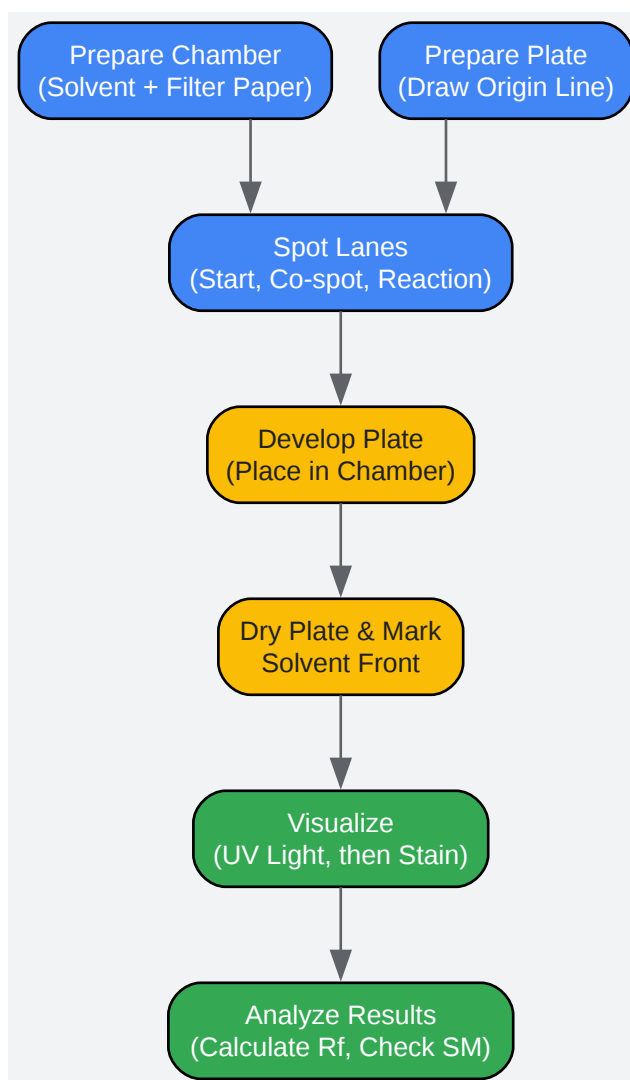 Prepare Chamber
(Solvent + Filter Paper)
Prepare Plate
(Draw Origin Line)
Spot Lanes
(Start, Co-spot, Reaction)
Develop Plate
(Place in Chamber)
Dry Plate & Mark
Solvent Front
Visualize
(UV Light, then Stain)
Analyze Results
(Calculate Rf, Check SM)